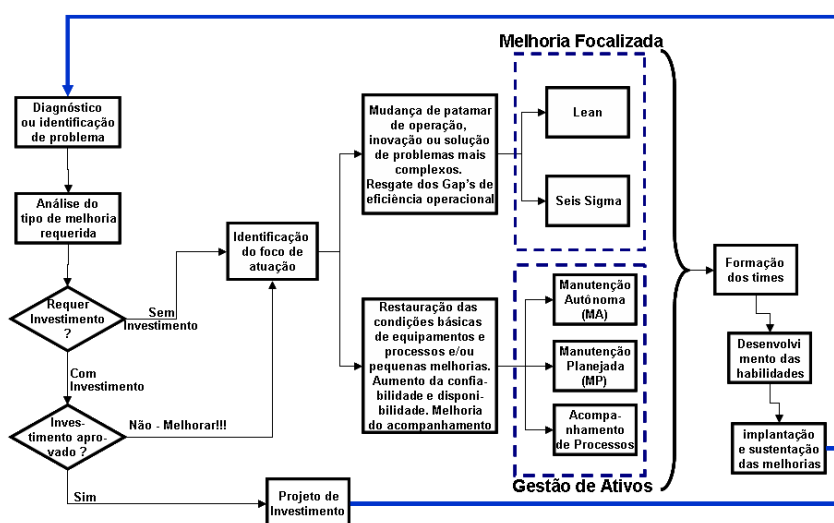 Melhoria Focalizada
Diagnóstico
ou identificação
de problema
Mudança de patamar
de operação,
inovação ou solução
de problemas mais
complexos.
Resgate dos Gap's de
eficiência operacional
Lean
Seis Sigma
Análise do
tipo de melhoria
requerida
Identificação
do foco de
atuação
Formação
dos times
Requer
Investimento
?
Sem
Investimento
Restauração das
condições básicas
de equipamentos e
processos e/ou
pequenas melhorias.
Aumento da confia-
bilidade e disponi-
bilidade. Melhoria
do acompanhamento
Manutenção
Autônoma
(MA)
Manutenção
Planejada
(MP)
Acompa-
nhamento
de Processos
Desenvolvi
mento das
habilidades
Com
Investimento
Inves-
timento apro-
vado ?
Não - Melhorar!!!
implantação
e sustentação
das melhorias
Sim
Projeto de
Investimento
Gestão de Ativos